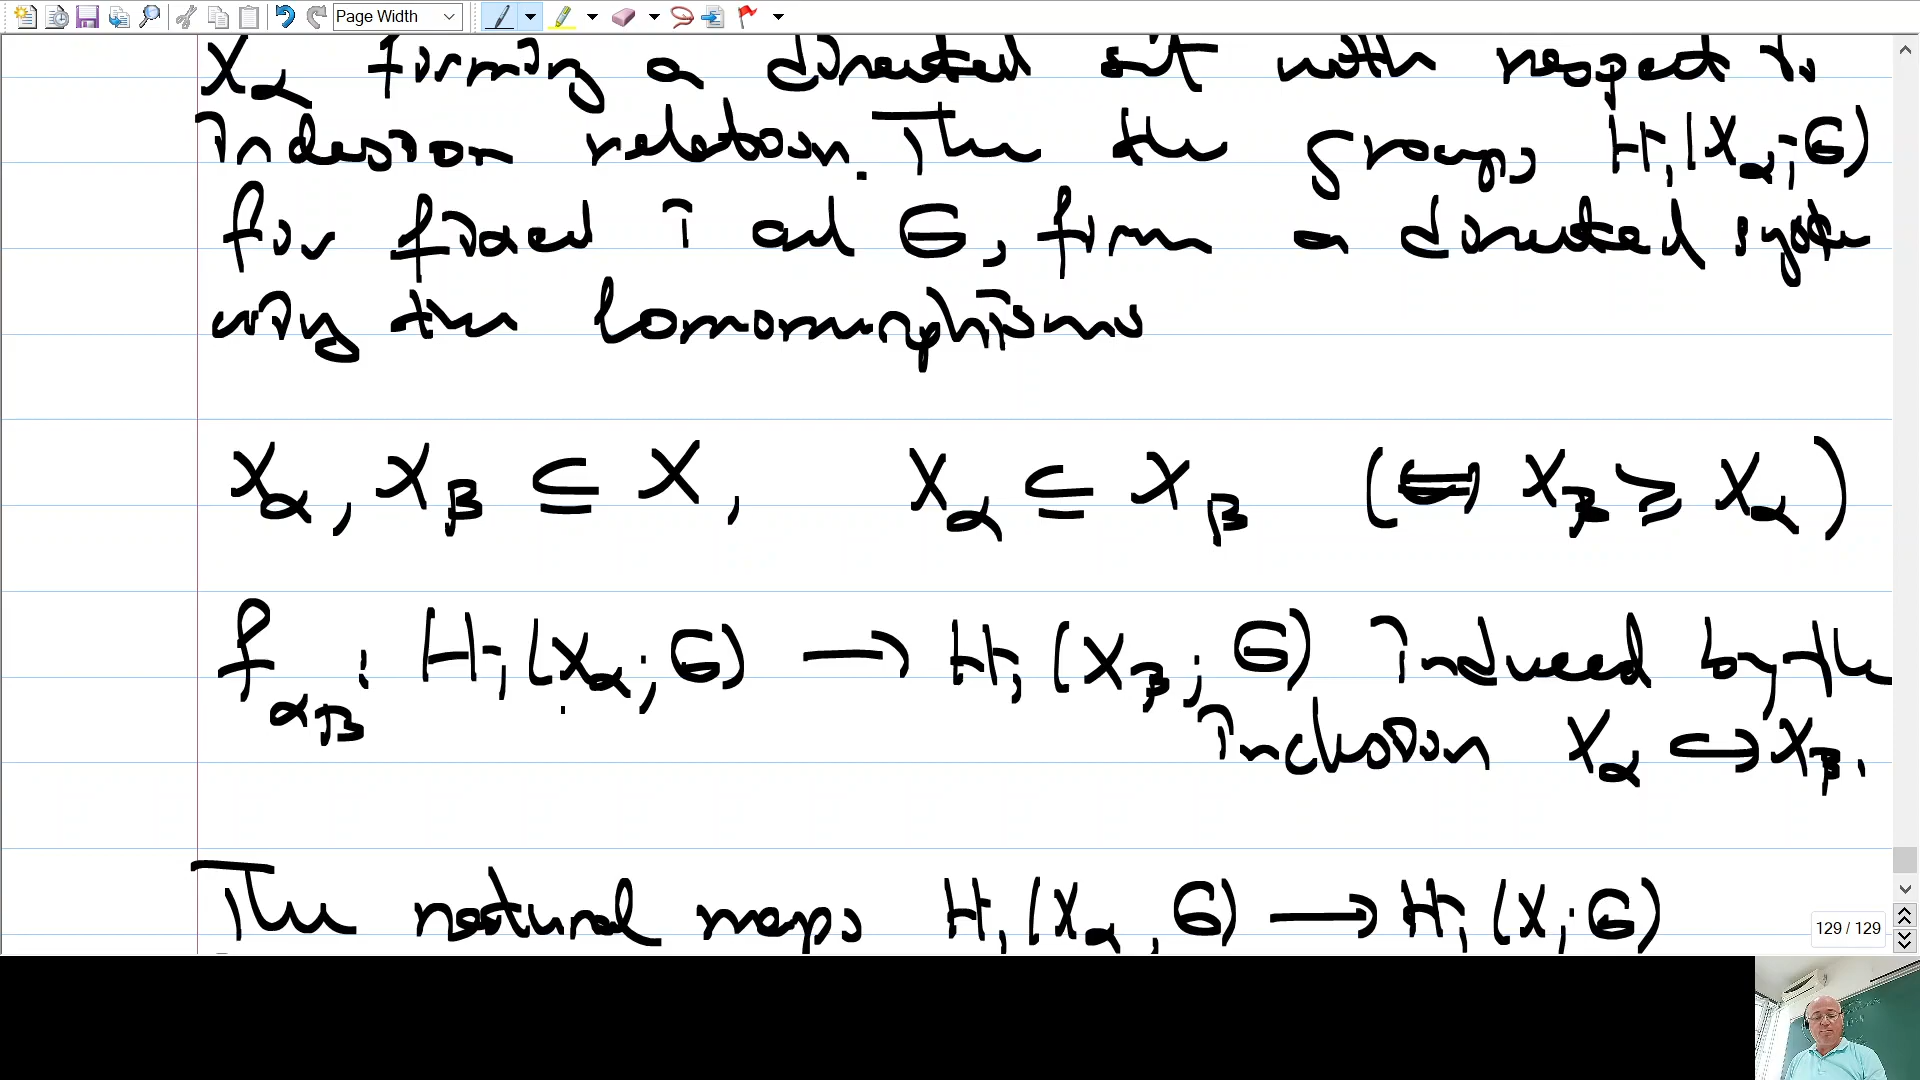 Page Width
X_α forming a directed set with respect to
inclusion relation. Then the groups H_i(X_α;G)
for fixed i and G, form a directed system
using the homomorphisms
X_α, X_β ⊆ X, X_α ⊆ X_β (⇔ X_β ≥ X_α)
f_αβ : H_i(X_α;G) → H_i(X_β;G) induced by the
inclusion X_α ↪ X_β.
The natural maps H_i(X_α,G) → H_i(X;G)
129 / 129